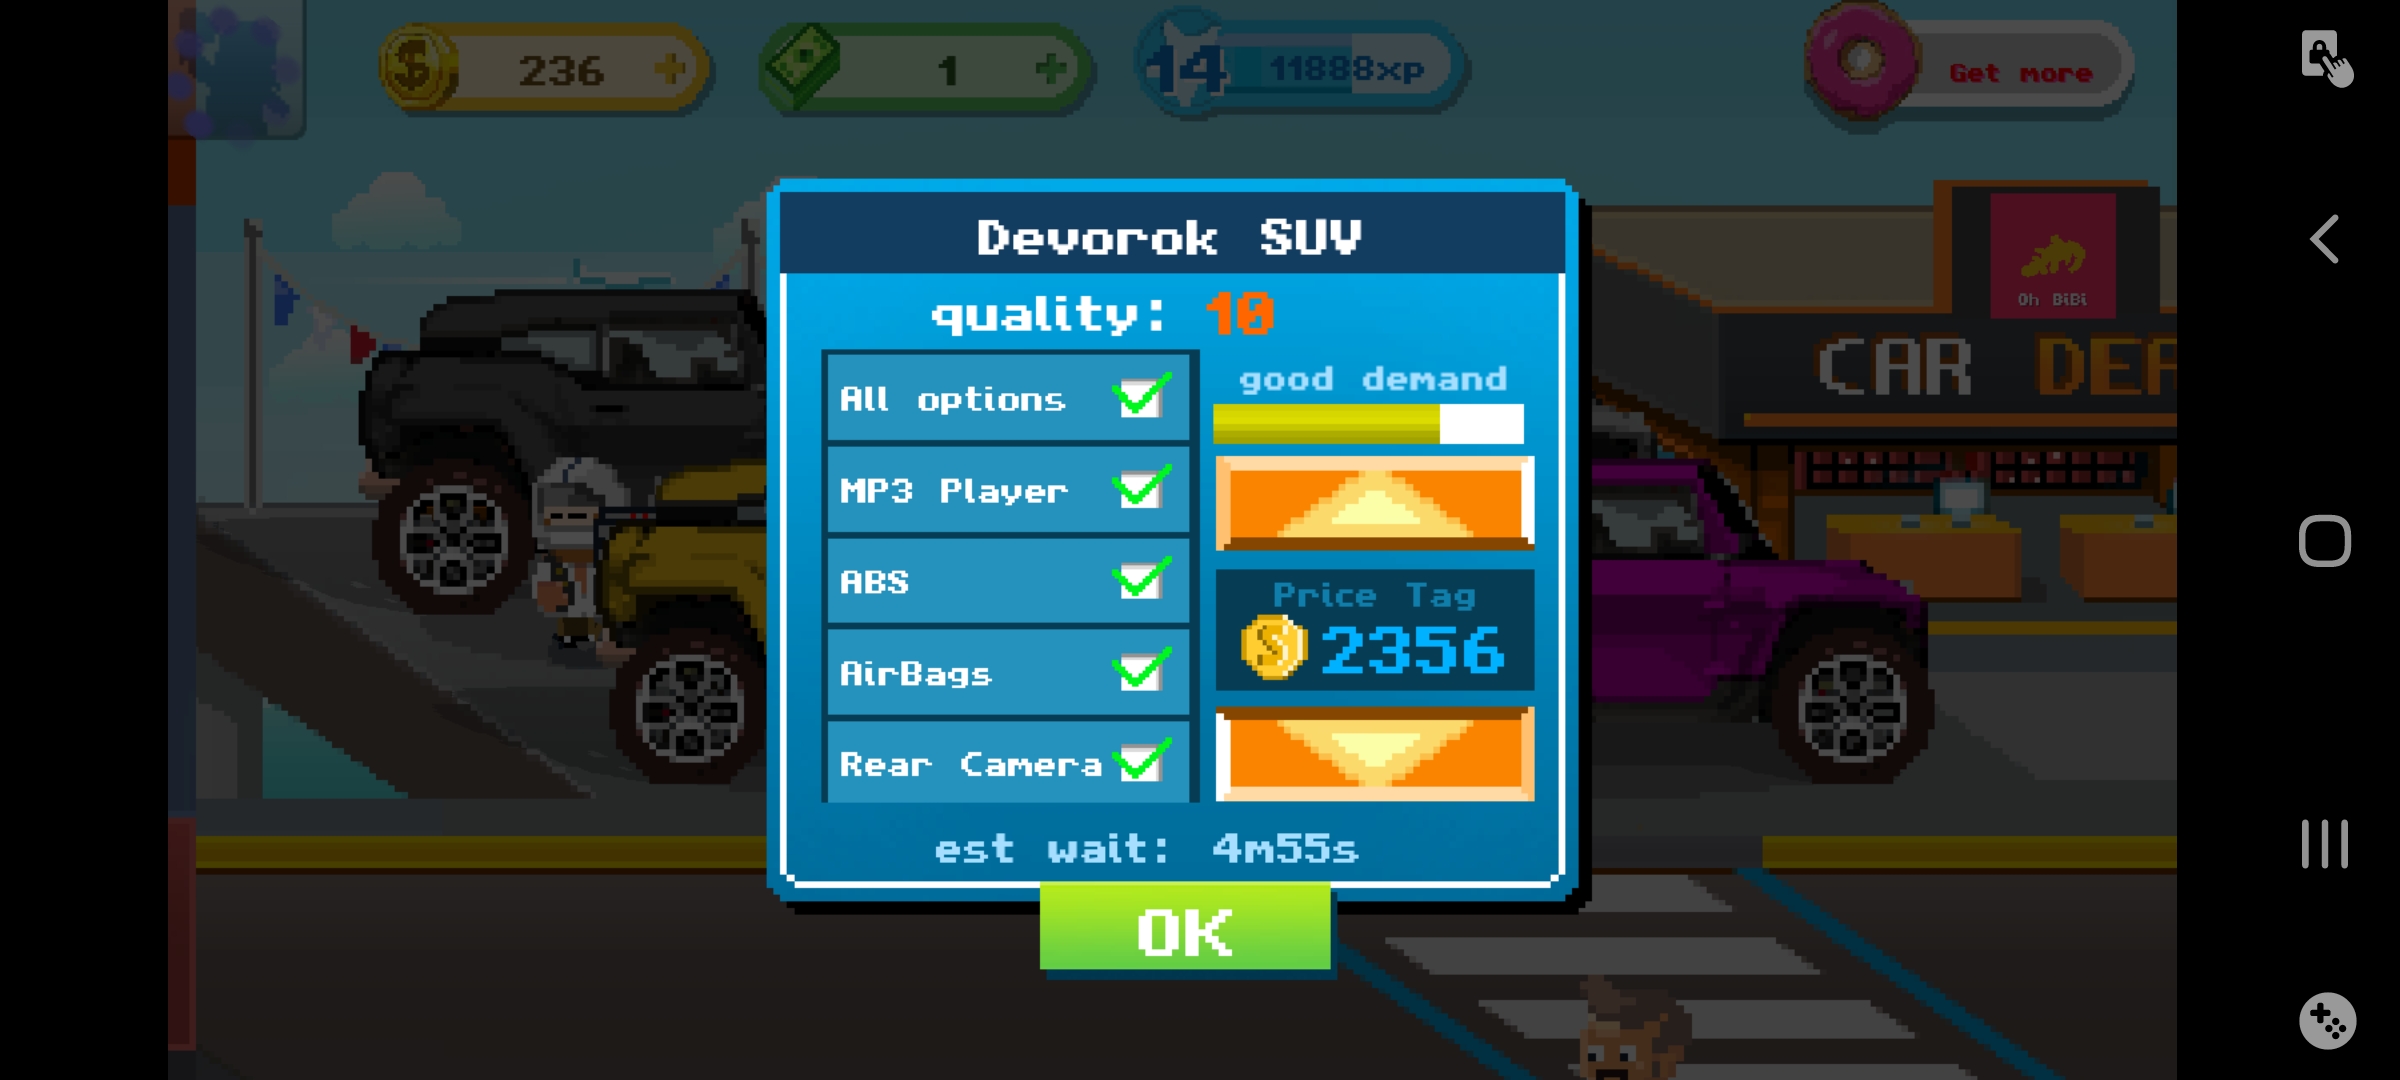 236
1
14
11888xp
Get more
Devorok SUV
quality: 10
All options
MP3 Player
ABS
AirBags
Rear Camera
good demand
Price Tag
2356
est wait: 4m55s
OK
Oh BiBi
CAR DEA